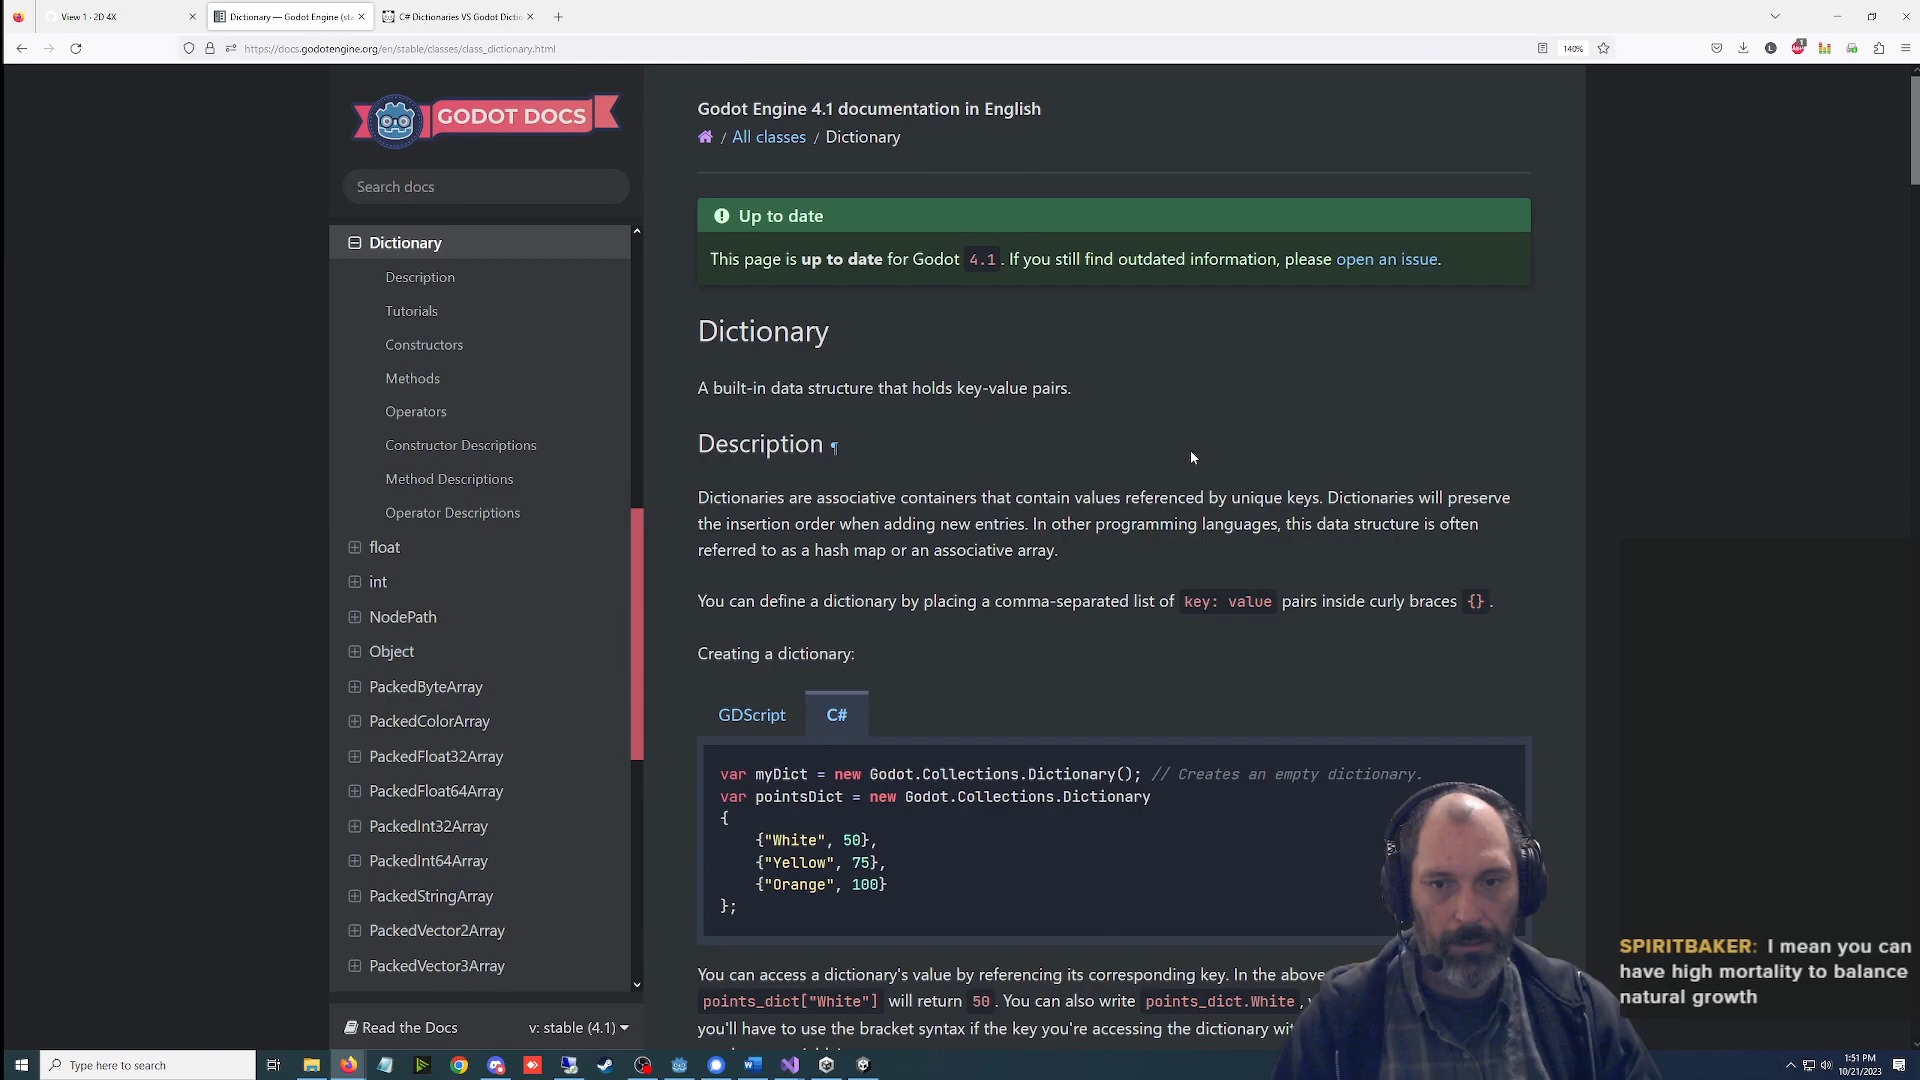 View 1 · 2D 4X
Dictionary — Godot Engine (sta
C# Dictionaries VS Godot Dictio
https://docs.godotengine.org/en/stable/classes/class_dictionary.html
140%
1
GODOT DOCS
Search docs
Dictionary
Description
Tutorials
Constructors
Methods
Operators
Constructor Descriptions
Method Descriptions
Operator Descriptions
float
int
NodePath
Object
PackedByteArray
PackedColorArray
PackedFloat32Array
PackedFloat64Array
PackedInt32Array
PackedInt64Array
PackedStringArray
PackedVector2Array
PackedVector3Array
Read the Docs
v: stable (4.1)
Godot Engine 4.1 documentation in English
/ All classes / Dictionary
Up to date
This page is up to date for Godot 4.1. If you still find outdated information, please open an issue.
Dictionary
A built-in data structure that holds key-value pairs.
Description ¶
Dictionaries are associative containers that contain values referenced by unique keys. Dictionaries will preserve
the insertion order when adding new entries. In other programming languages, this data structure is often
referred to as a hash map or an associative array.
You can define a dictionary by placing a comma-separated list of key: value pairs inside curly braces {}.
Creating a dictionary:
GDScript
C#
var myDict = new Godot.Collections.Dictionary(); // Creates an empty dictionary.
var pointsDict = new Godot.Collections.Dictionary
{
{"White", 50},
{"Yellow", 75},
{"Orange", 100}
};
You can access a dictionary's value by referencing its corresponding key. In the above
points_dict["White"] will return 50. You can also write points_dict.White,
you'll have to use the bracket syntax if the key you're accessing the dictionary wit
SPIRITBAKER: I mean you can
have high mortality to balance
natural growth
Type here to search
1:51 PM
10/21/2023